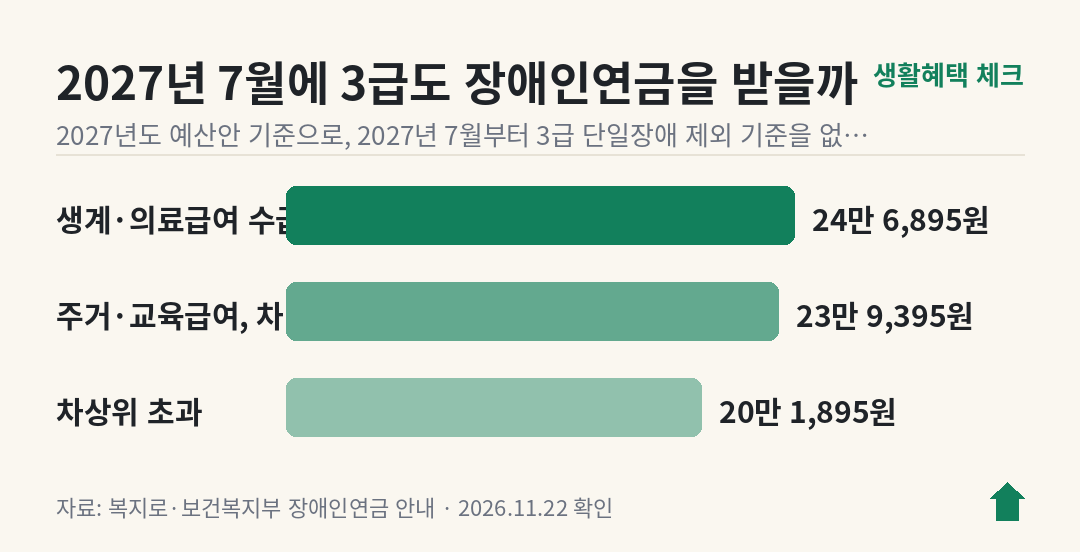 2027년 7월에 3급도 장애인연금을 받을까
생활혜택 체크
2027년도 예산안 기준으로, 2027년 7월부터 3급 단일장애 제외 기준을 없…
생계·의료급여 24만 6,895원
주거·교육급여, 차 23만 9,395원
차상위 초과 20만 1,895원
자료: 복지로·보건복지부 장애인연금 안내 · 2026.11.22 확인